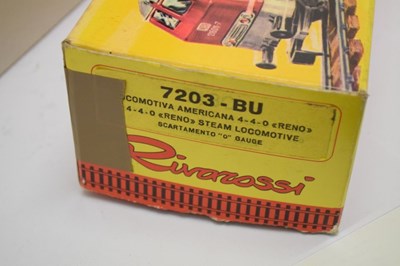 7203-BU
LOCOMOTIVA AMERICANA 4-4-0 «RENO»
4-4-0 «RENO» STEAM LOCOMOTIVE
SCARTAMENTO "O" GAUGE
Rivarossi